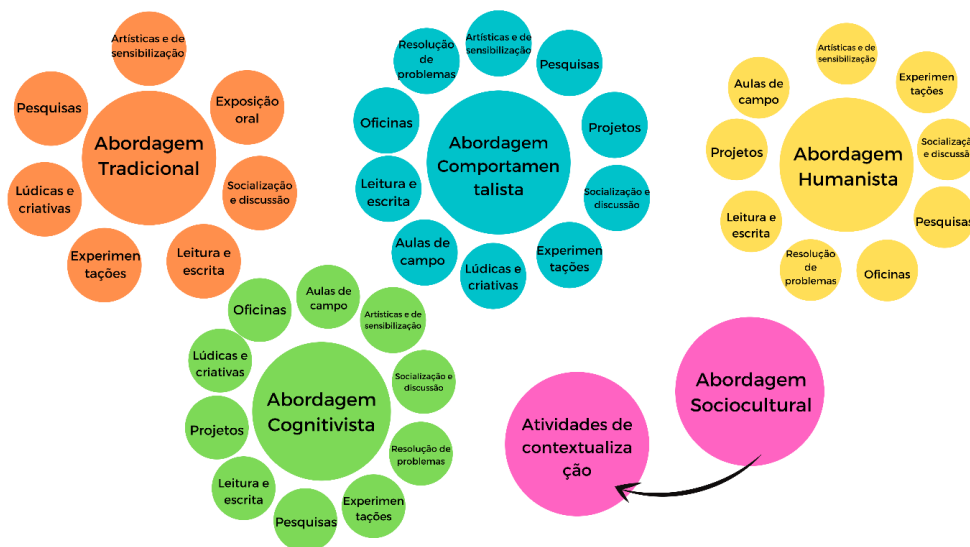 Artísticas e de
sensibilização
Exposição
oral
Socialização
e discussão
Leitura e
escrita
Experimen
tações
Lúdicas e
criativas
Pesquisas
Abordagem
Tradicional
Artísticas e de
sensibilização
Pesquisas
Projetos
Socialização e
discussão
Experimen
tações
Lúdicas e
criativas
Aulas de
campo
Leitura e
escrita
Oficinas
Resolução
de
problemas
Abordagem
Comportamen
talista
Artísticas e de
sensibilização
Experimen
tações
Socialização
e discussão
Pesquisas
Oficinas
Resolução
de
problemas
Leitura e
escrita
Projetos
Aulas de
campo
Abordagem
Humanista
Aulas de
campo
Artísticas e de
sensibilização
Socialização e
discussão
Resolução de
problemas
Experimen
tações
Pesquisas
Leitura e
escrita
Projetos
Lúdicas e
criativas
Oficinas
Abordagem
Cognitivista
Abordagem
Sociocultural
Atividades de
contextualiza
ção